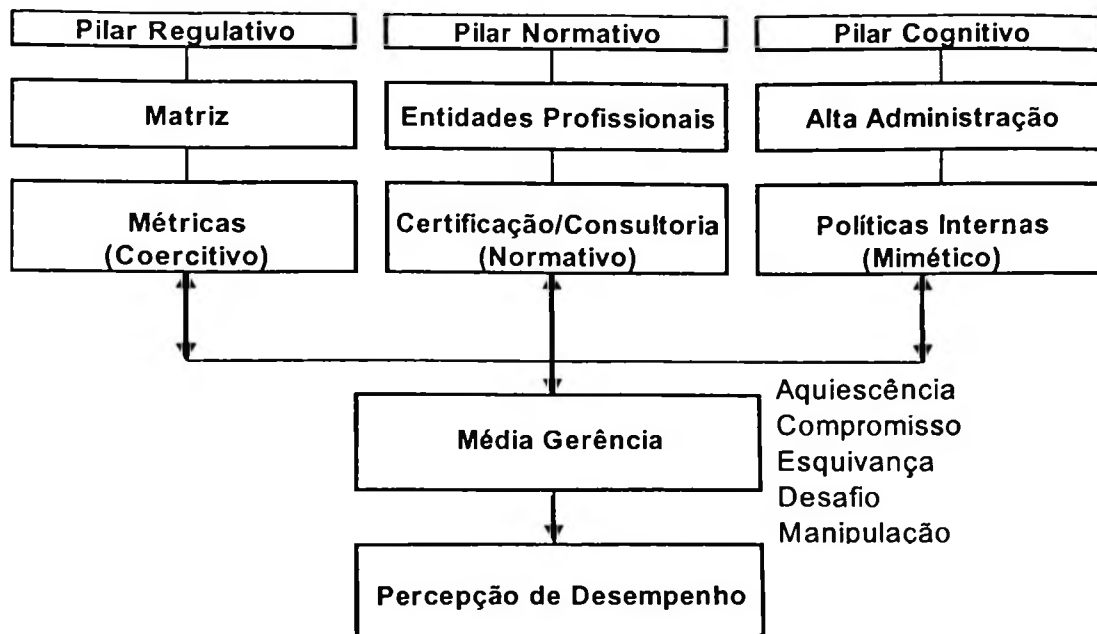 Pilar Regulativo
Pilar Normativo
Pilar Cognitivo
Matriz
Entidades Profissionais
Alta Administração
Métricas
(Coercitivo)
Certificação/Consultoria
(Normativo)
Políticas Internas
(Mimético)
Média Gerência
Aquiescência
Compromisso
Esquivança
Desafio
Manipulação
Percepção de Desempenho